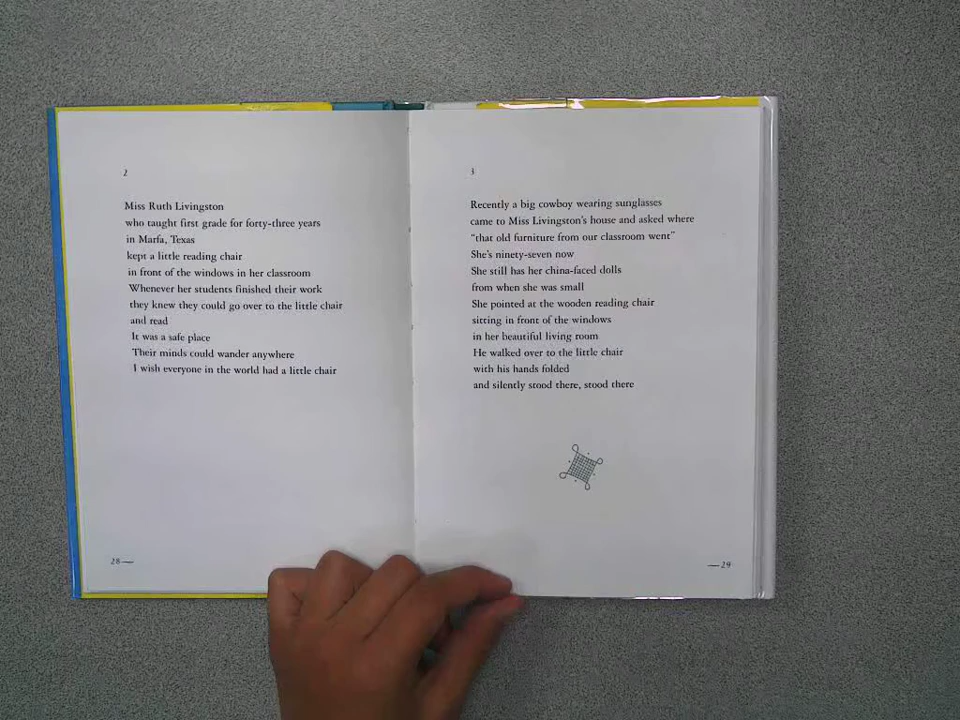 2
Miss Ruth Livingston
who taught first grade for forty-three years
in Marfa, Texas
kept a little reading chair
in front of the windows in her classroom
Whenever her students finished their work
they knew they could go over to the little chair
and read
It was a safe place
Their minds could wander anywhere
I wish everyone in the world had a little chair
28—
3
Recently a big cowboy wearing sunglasses
came to Miss Livingston's house and asked where
"that old furniture from our classroom went"
She's ninety-seven now
She still has her china-faced dolls
from when she was small
She pointed at the wooden reading chair
sitting in front of the windows
in her beautiful living room
He walked over to the little chair
with his hands folded
and silently stood there, stood there
—29